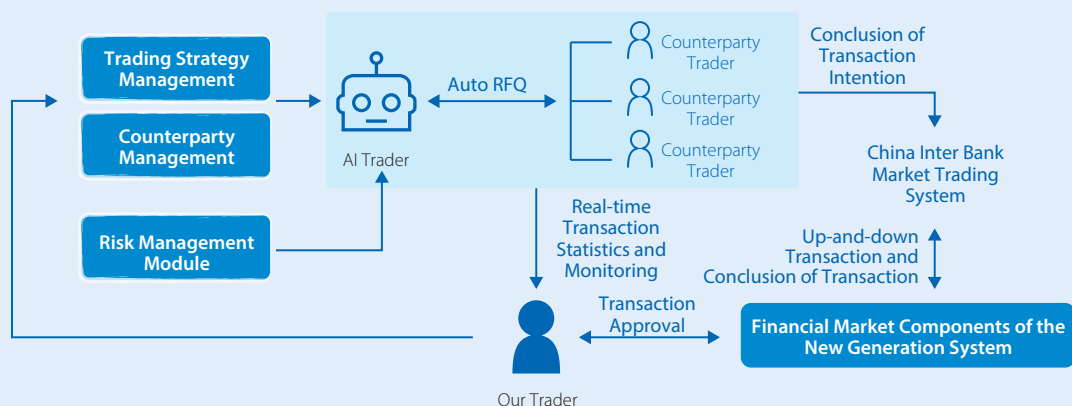 Trading Strategy
Management
Counterparty
Management
Risk Management
Module
AI Trader
Auto RFQ
Counterparty
Trader
Counterparty
Trader
Counterparty
Trader
Conclusion of
Transaction
Intention
China Inter Bank
Market Trading
System
Real-time
Transaction
Statistics and
Monitoring
Up-and-down
Transaction and
Conclusion of Transaction
Transaction
Approval
Financial Market Components of the
New Generation System
Our Trader